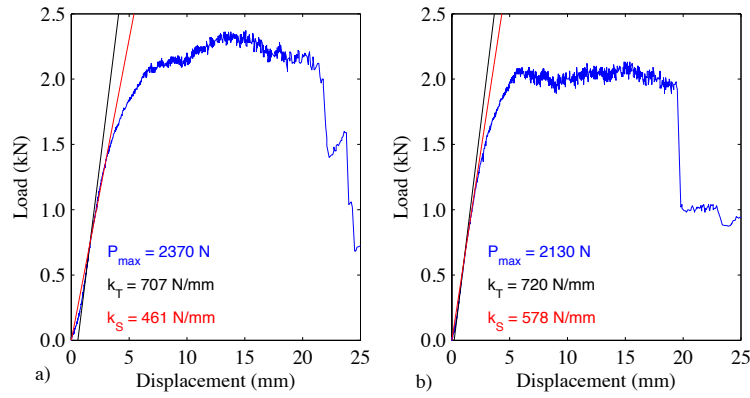 2.5
2.0
1.5
1.0
0.5
0.0
Load (kN)
P_max = 2370 N
k_T = 707 N/mm
k_S = 461 N/mm
0 5 10 15 20 25
a) Displacement (mm)
2.5
2.0
1.5
1.0
0.5
0.0
Load (kN)
P_max = 2130 N
k_T = 720 N/mm
k_S = 578 N/mm
0 5 10 15 20 25
b) Displacement (mm)